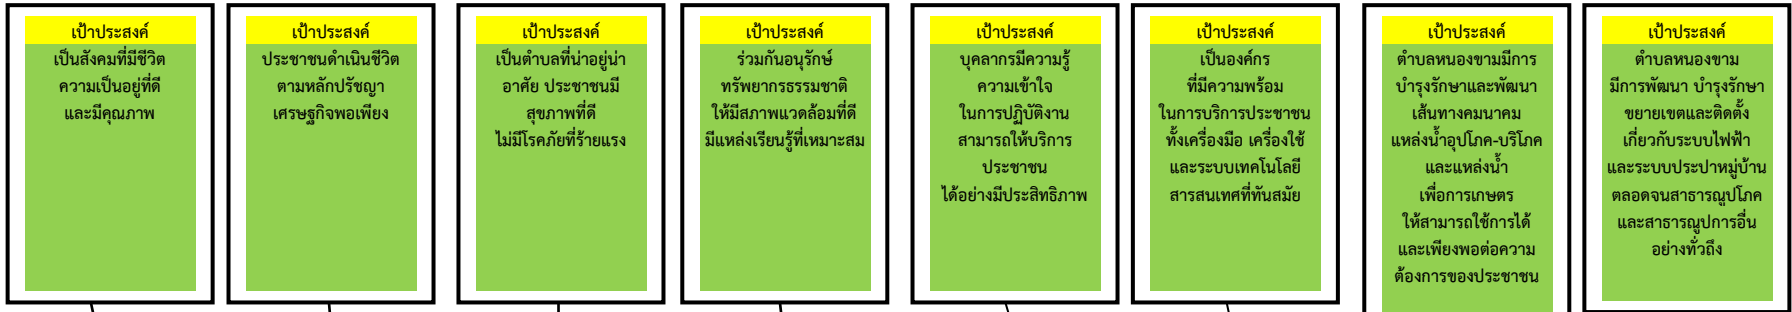 เป้าประสงค์
เป็นสังคมที่มีชีวิต
ความเป็นอยู่ที่ดี
และมีคุณภาพ
เป้าประสงค์
ประชาชนดำเนินชีวิต
ตามหลักปรัชญา
เศรษฐกิจพอเพียง
เป้าประสงค์
เป็นตำบลที่น่าอยู่น่า
อาศัย ประชาชนมี
สุขภาพที่ดี
ไม่มีโรคภัยที่ร้ายแรง
เป้าประสงค์
ร่วมกันอนุรักษ์
ทรัพยากรธรรมชาติ
ให้มีสภาพแวดล้อมที่ดี
มีแหล่งเรียนรู้ที่เหมาะสม
เป้าประสงค์
บุคลากรมีความรู้
ความเข้าใจ
ในการปฏิบัติงาน
สามารถให้บริการ
ประชาชน
ได้อย่างมีประสิทธิภาพ
เป้าประสงค์
เป็นองค์กร
ที่มีความพร้อม
ในการบริการประชาชน
ทั้งเครื่องมือ เครื่องใช้
และระบบเทคโนโลยี
สารสนเทศที่ทันสมัย
เป้าประสงค์
ตำบลหนองขามมีการ
บำรุงรักษาและพัฒนา
เส้นทางคมนาคม
แหล่งน้ำอุปโภค-บริโภค
และแหล่งน้ำ
เพื่อการเกษตร
ให้สามารถใช้การได้
และเพียงพอต่อความ
ต้องการของประชาชน
เป้าประสงค์
ตำบลหนองขาม
มีการพัฒนา บำรุงรักษา
ขยายเขตและติดตั้ง
เกี่ยวกับระบบไฟฟ้า
และระบบประปาหมู่บ้าน
ตลอดจนสาธารณูปโภค
และสาธารณูปการอื่น
อย่างทั่วถึง